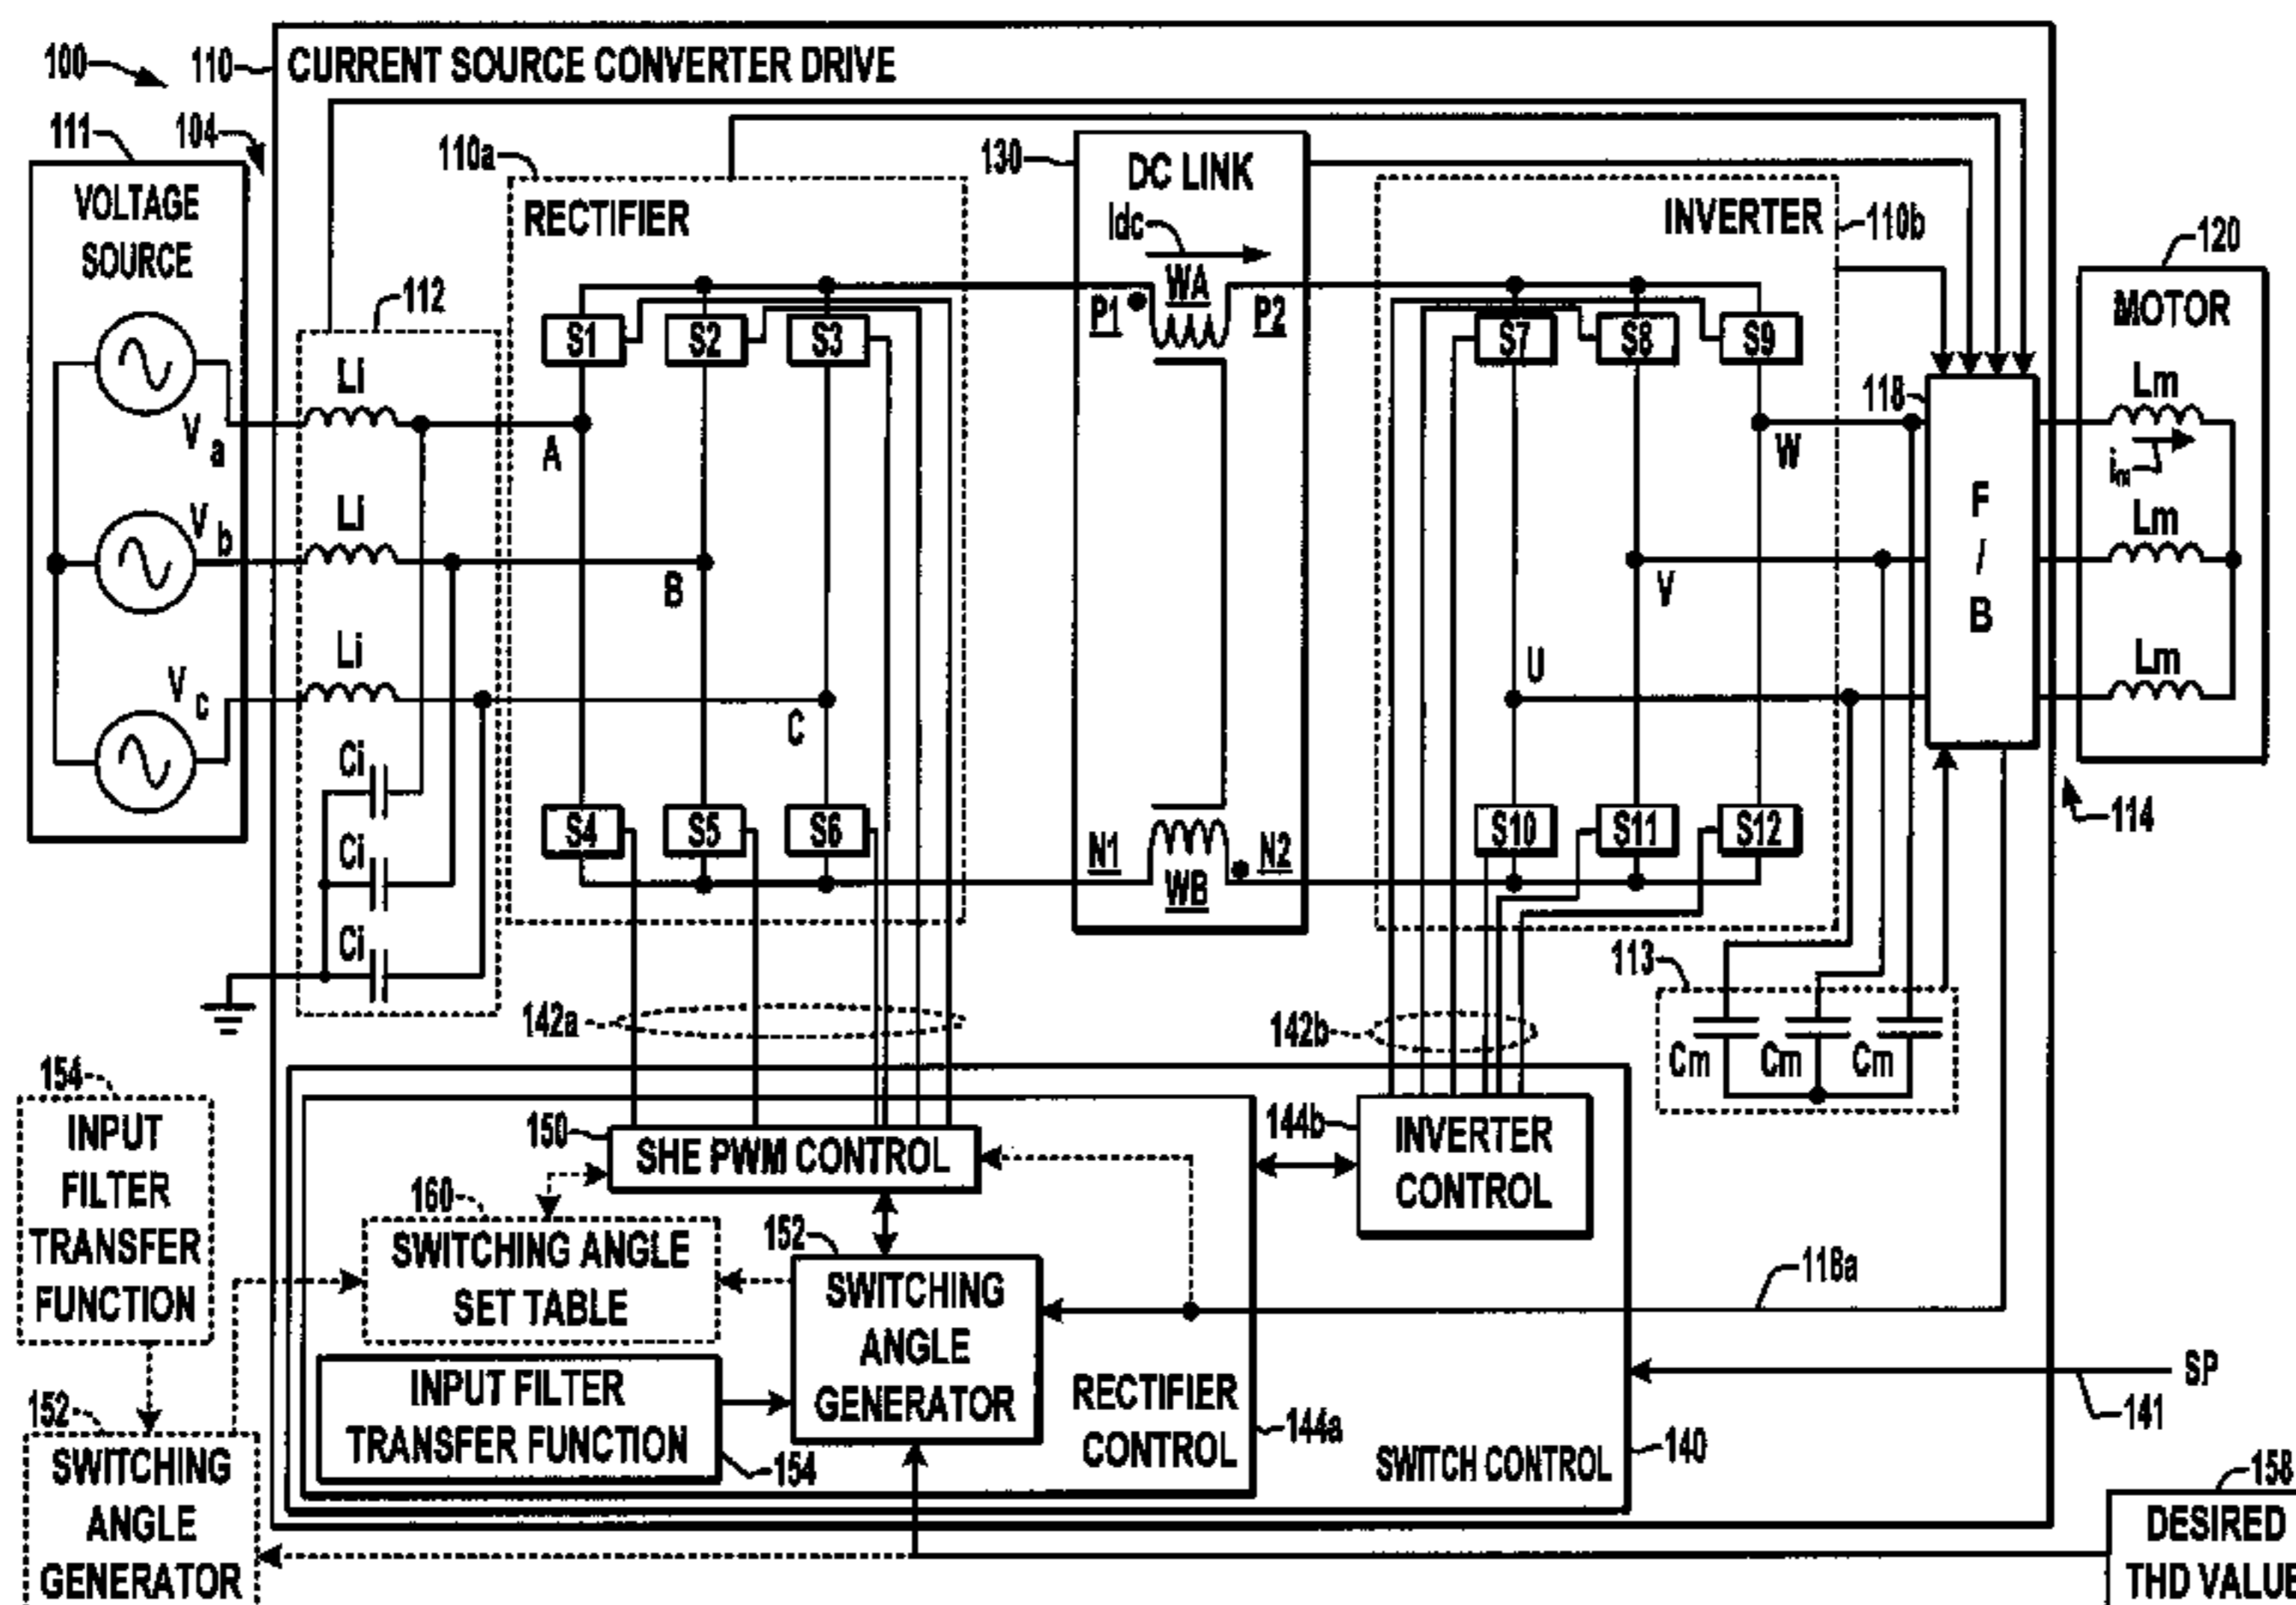 100
110
CURRENT SOURCE CONVERTER DRIVE
111
104
110a
130
DC LINK
VOLTAGE
SOURCE
RECTIFIER
Idc
INVERTER
110b
120
112
WA
P1
P2
MOTOR
S1
S2
S3
S7
S8
S9
Li
118
Lm
V a
A
W
im
V b
Li
B
V
F
/
B
Lm
V c
Li
C
U
Lm
Ci
S4
S5
S6
S10
S11
S12
114
N1
WB
N2
Ci
Ci
113
142a
142b
Cm
Cm
Cm
154
INPUT
FILTER
TRANSFER
FUNCTION
150
SHE PWM CONTROL
144b
INVERTER
CONTROL
160
SWITCHING ANGLE
SET TABLE
152
SWITCHING
ANGLE
GENERATOR
118a
INPUT FILTER
TRANSFER FUNCTION
154
RECTIFIER
CONTROL
144a
SWITCH CONTROL
140
SP
141
152
SWITCHING
ANGLE
GENERATOR
158
DESIRED
THD VALUE